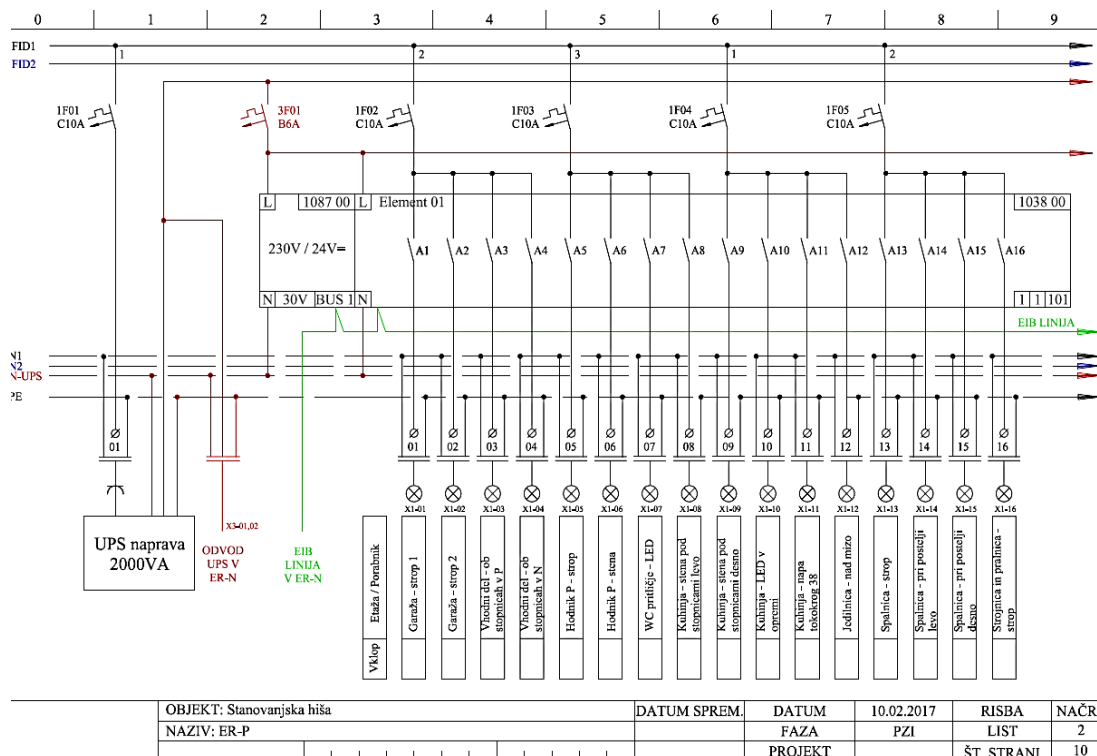 0 1 2 3 4 5 6 7 8 9
FID1
FID2
1 2 3 1 2
1F01
C10A
3F01
B6A
1F02
C10A
1F03
C10A
1F04
C10A
1F05
C10A
L 1087 00 L Element 01 1038 00
230V / 24V=
A1 A2 A3 A4 A5 A6 A7 A8 A9 A10 A11 A12 A13 A14 A15 A16
N 30V BUS 1 N 1 1 101
EIB LINIJA
N1
N2
N-UPS
PE
01 01 02 03 04 05 06 07 08 09 10 11 12 13 14 15 16
X1-01 X1-02 X1-03 X1-04 X1-05 X1-06 X1-07 X1-08 X1-09 X1-10 X1-11 X1-12 X1-13 X1-14 X1-15 X1-16
UPS naprava
2000VA
X3-01,02
ODVOD
UPS V
ER-N
EIB
LINIJA
V ER-N
Etaža / Porabnik
Vklop
Garaža - strop 1
Garaža - strop 2
Vhodni del - ob
stopnicah v P
Vhodni del - ob
stopnicah v N
Hodnik P - strop
Hodnik P - stena
WC pritličje - LED
Kuhinja - stena pod
stopnicami levo
Kuhinja - stena pod
stopnicami desno
Kuhinja - LED v
opremi
Kuhinja - napa
tokokrog 38
Jedilnica - nad mizo
Spalnica - strop
Spalnica - pri postelji
levo
Spalnica - pri postelji
desno
Strojnica in pralnica -
strop
OBJEKT: Stanovanjska hiša DATUM SPREM. DATUM 10.02.2017 RISBA NAČR
NAZIV: ER-P FAZA PZI LIST 2
PROJEKT ŠT. STRANI 10